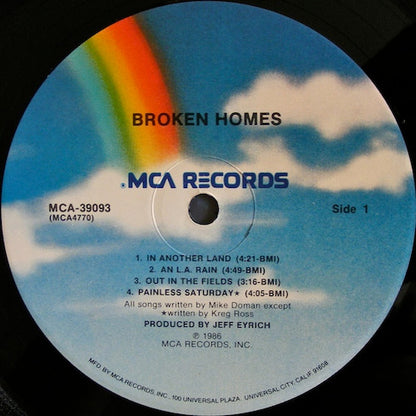 BROKEN HOMES
MCA RECORDS
MCA-39093
(MCA4770)
Side 1
1. IN ANOTHER LAND (4:21-BMI)
2. AN L.A. RAIN (4:49-BMI)
3. OUT IN THE FIELDS (3:16-BMI)
4. PAINLESS SATURDAY★ (4:05-BMI)
All songs written by Mike Doman except
★written by Kreg Ross
PRODUCED BY JEFF EYRICH
℗ 1986
MCA RECORDS, INC.
MFD. BY MCA RECORDS, INC., 100 UNIVERSAL PLAZA, UNIVERSAL CITY, CALIF. 91608